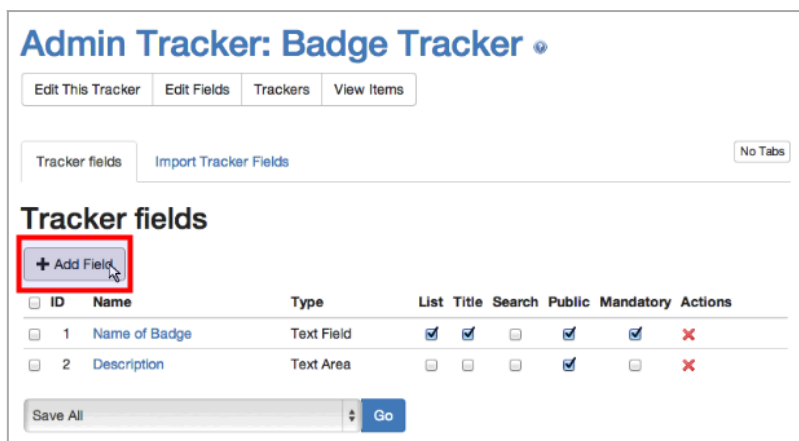 Admin Tracker: Badge Tracker
Edit This Tracker Edit Fields Trackers View Items
No Tabs
Tracker fields Import Tracker Fields
Tracker fields
+ Add Field
ID Name Type List Title Search Public Mandatory Actions
1 Name of Badge Text Field
2 Description Text Area
Save All Go